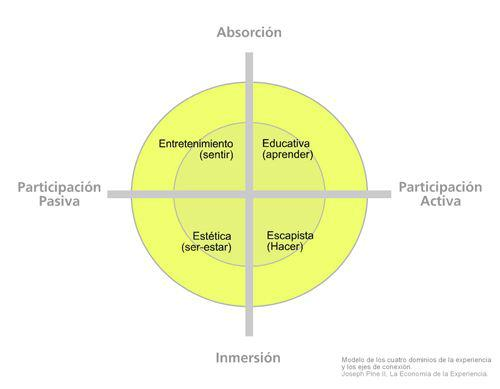 Absorción
Entretenimiento
(sentir)
Educativa
(aprender)
Participación
Pasiva
Participación
Activa
Estética
(ser-estar)
Escapista
(Hacer)
Inmersión
Modelo de los cuatro dominios de la experiencia
y los ejes de conexión.
Joseph Pine II, La Economía de la Experiencia.